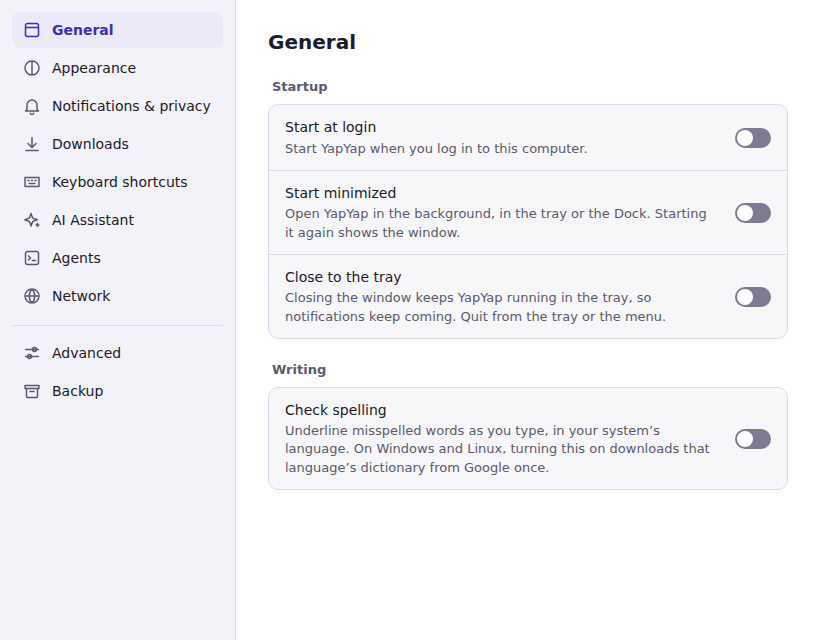 General
Appearance
Notifications & privacy
Downloads
Keyboard shortcuts
AI Assistant
Agents
Network
Advanced
Backup
General
Startup
Start at login
Start YapYap when you log in to this computer.
Start minimized
Open YapYap in the background, in the tray or the Dock. Starting
it again shows the window.
Close to the tray
Closing the window keeps YapYap running in the tray, so
notifications keep coming. Quit from the tray or the menu.
Writing
Check spelling
Underline misspelled words as you type, in your system’s
language. On Windows and Linux, turning this on downloads that
language’s dictionary from Google once.